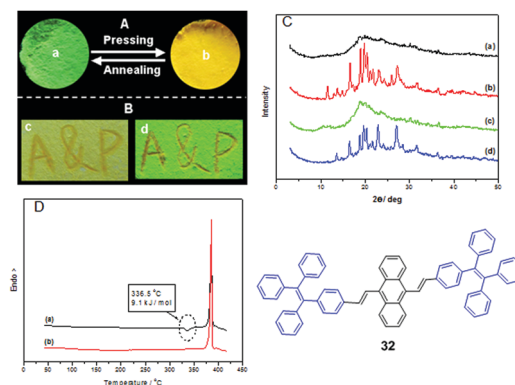 A
Pressing
a
b
Annealing
B
c
A&P
d
A&P
C
(a)
(b)
(c)
(d)
Intensity
0 10 20 30 40 50
2θ/ deg
D
336.5 °C
9.1 kJ/ mol
(a)
(b)
Endo >
0 50 100 150 200 250 300 350 400 450
Temperature / °C
32